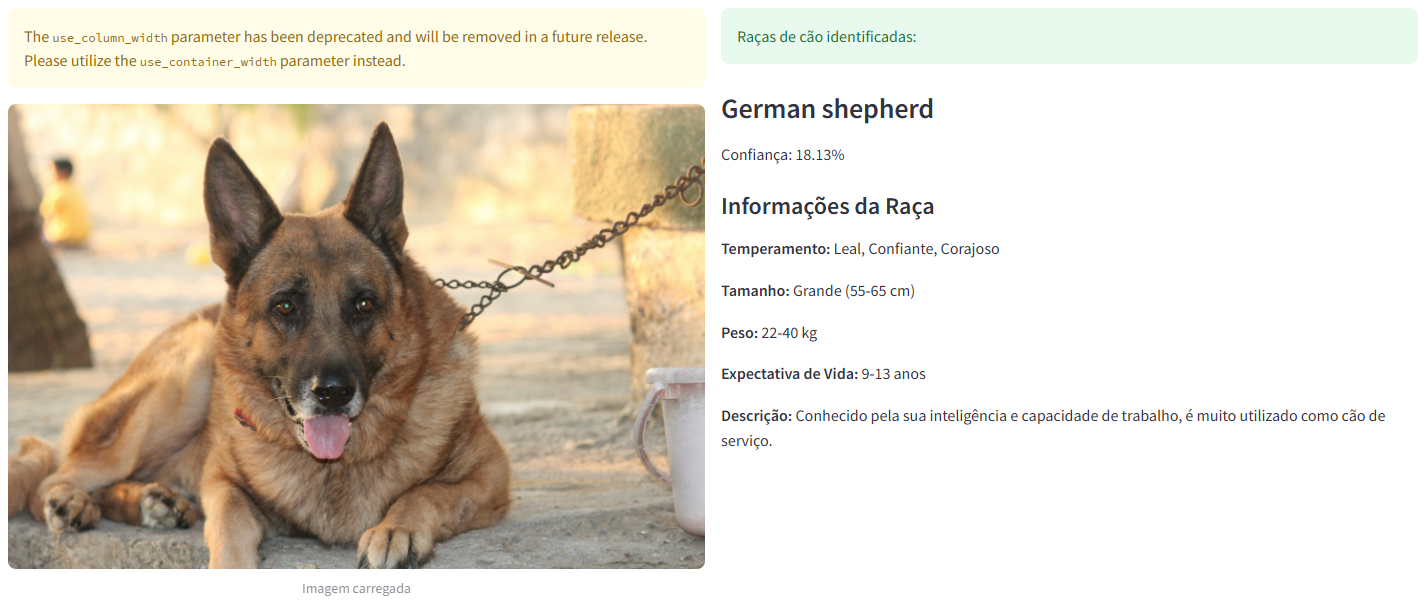 The use_column_width parameter has been deprecated and will be removed in a future release.
Please utilize the use_container_width parameter instead.
Imagem carregada
Raças de cão identificadas:
German shepherd
Confiança: 18.13%
Informações da Raça
Temperamento: Leal, Confiante, Corajoso
Tamanho: Grande (55-65 cm)
Peso: 22-40 kg
Expectativa de Vida: 9-13 anos
Descrição: Conhecido pela sua inteligência e capacidade de trabalho, é muito utilizado como cão de
serviço.